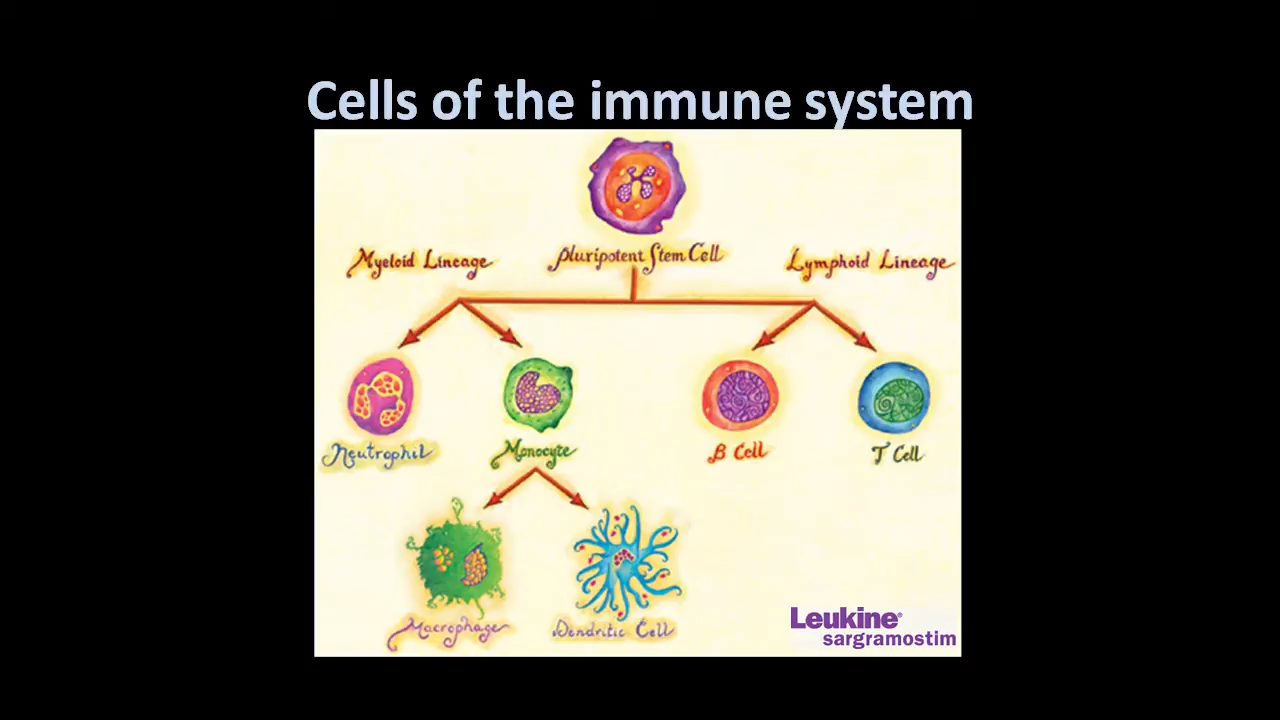 Cells of the immune system
Myeloid Lineage
Pluripotent Stem Cell
Lymphoid Lineage
Neutrophil
Monocyte
B Cell
T Cell
Macrophage
Dendritic Cell
Leukine®
sargramostim